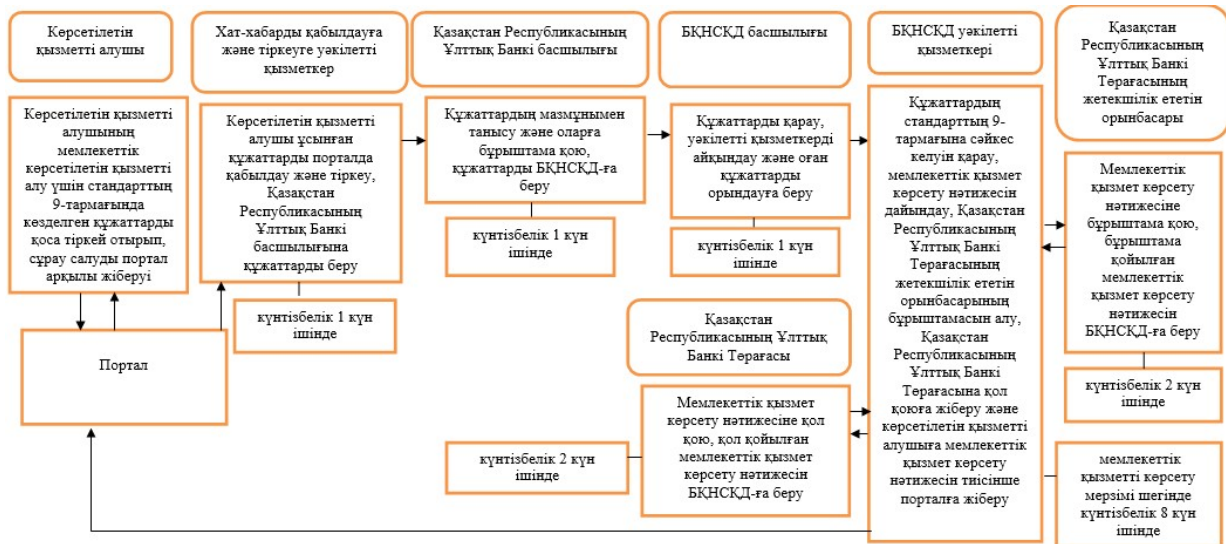 Көрсетілетін
қызметті алушы
Хат-хабарды қабылдауға
және тіркеуге уәкілетті
қызметкер
Қазақстан Республикасының
Ұлттық Банкі басшылығы
БҚНСҚД басшылығы
БҚНСҚД уәкілетті
қызметкері
Қазақстан
Республикасының
Ұлттық Банкі
Төрағасының
жетекшілік ететін
орынбасары
Көрсетілетін қызметті
алушының
мемлекеттік
көрсетілетін қызметті
алу үшін стандарттың
9-тармағында
көзделген құжаттарды
қоса тіркей отырып,
сұрау салуды портал
арқылы жіберуі
Көрсетілетін қызметті
алушы ұсынған
құжаттарды порталда
қабылдау және тіркеу,
Қазақстан
Республикасының
Ұлттық Банкі
басшылығына
құжаттарды беру
Құжаттардың мазмұнымен
танысу және оларға
бұрыштама қою,
құжаттарды БҚНСҚД-ға
беру
Құжаттарды қарау,
уәкілетті қызметкерді
айқындау және оған
құжаттарды
орындауға беру
Құжаттардың
стандарттың 9-
тармағына сәйкес
келуін қарау,
мемлекеттік қызмет
көрсету нәтижесін
дайындау, Қазақстан
Республикасының
Ұлттық Банкі
Төрағасының
жетекшілік ететін
орынбасарының
бұрыштамасын алу,
Қазақстан
Республикасының
Ұлттық Банкі
Төрағасына қол
қоюға жіберу және
көрсетілетін қызметті
алушыға мемлекеттік
қызмет көрсету
нәтижесін тиісінше
порталға жіберу
Мемлекеттік
қызмет көрсету
нәтижесіне
бұрыштама қою,
бұрыштама
қойылған
мемлекеттік
қызмет көрсету
нәтижесін
БҚНСҚД-ға беру
күнтізбелік 1 күн
ішінде
күнтізбелік 1 күн
ішінде
күнтізбелік 1 күн
ішінде
күнтізбелік 2 күн
ішінде
Портал
Қазақстан
Республикасының Ұлттық
Банкі Төрағасы
Мемлекеттік қызмет
көрсету нәтижесіне қол
қою, қол қойылған
мемлекеттік қызмет
көрсету нәтижесін
БҚНСҚД-ға беру
күнтізбелік 2 күн
ішінде
мемлекеттік
қызметті көрсету
мерзімі шегінде
күнтізбелік 8 күн
ішінде